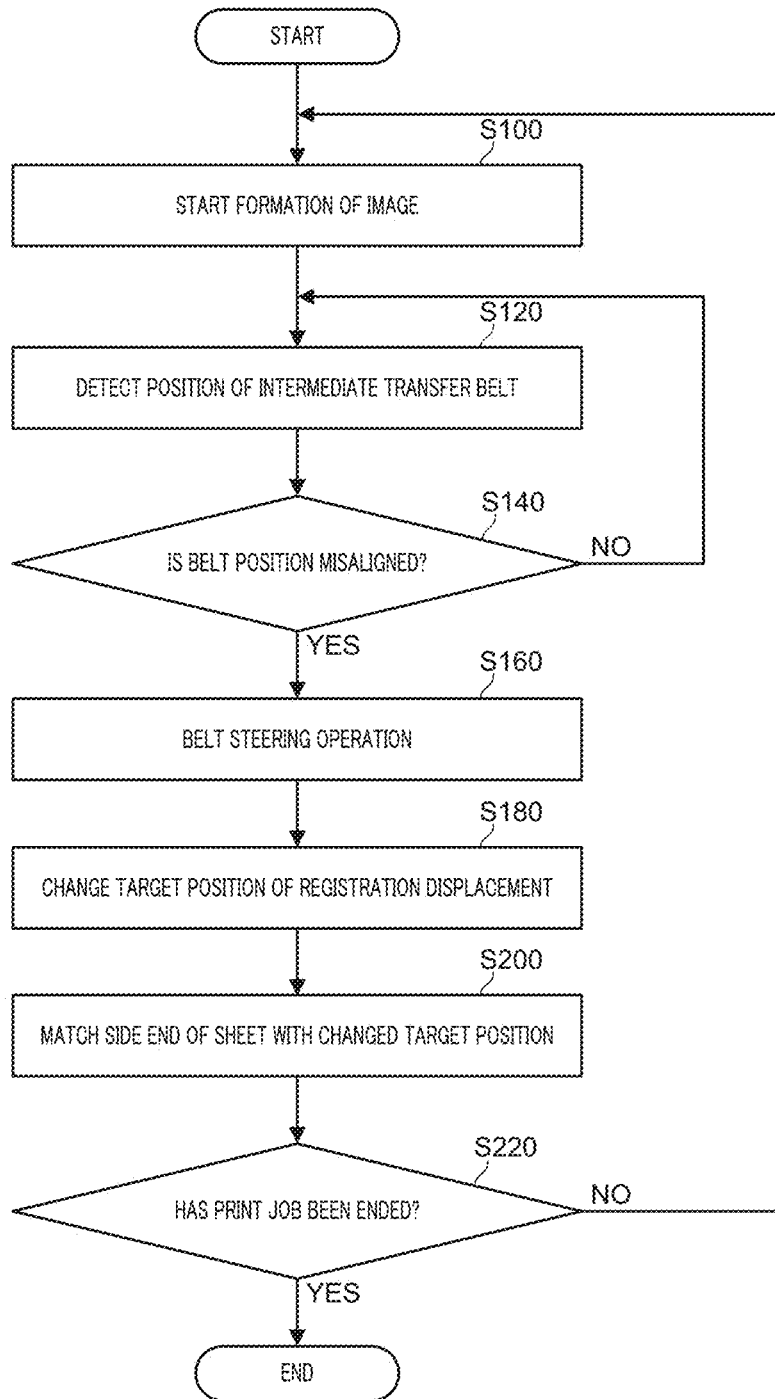 START
S100
START FORMATION OF IMAGE
S120
DETECT POSITION OF INTERMEDIATE TRANSFER BELT
S140
IS BELT POSITION MISALIGNED?
NO
YES
S160
BELT STEERING OPERATION
S180
CHANGE TARGET POSITION OF REGISTRATION DISPLACEMENT
S200
MATCH SIDE END OF SHEET WITH CHANGED TARGET POSITION
S220
HAS PRINT JOB BEEN ENDED?
NO
YES
END